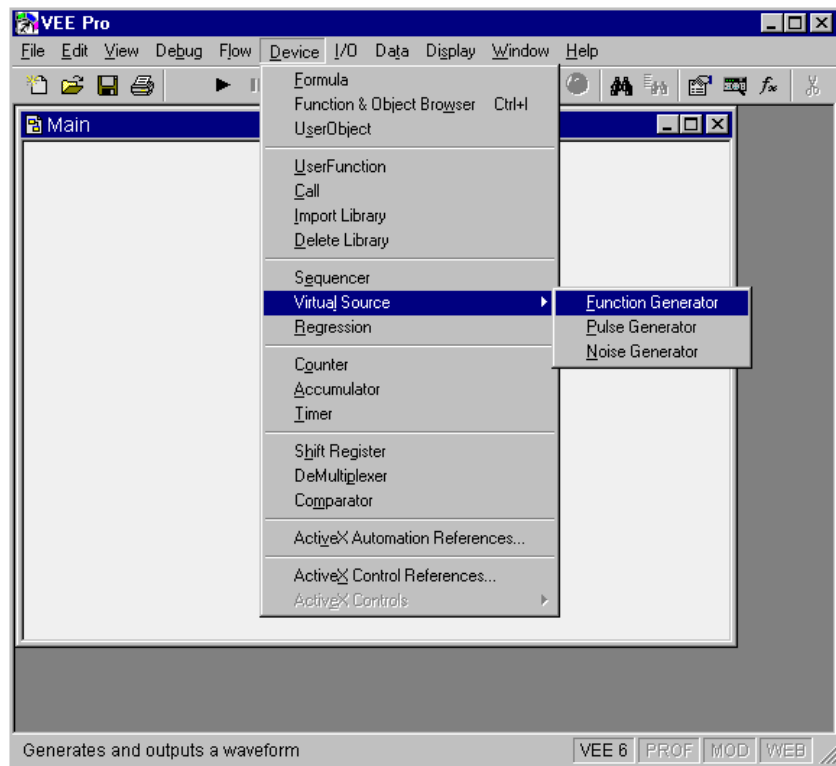 VEE Pro
File Edit View Debug Flow Device I/O Data Display Window Help
Main
Formula
Function & Object Browser Ctrl+I
UserObject
UserFunction
Call
Import Library
Delete Library
Sequencer
Virtual Source
Regression
Counter
Accumulator
Timer
Shift Register
DeMultiplexer
Comparator
ActiveX Automation References...
ActiveX Control References...
ActiveX Controls
Function Generator
Pulse Generator
Noise Generator
Generates and outputs a waveform VEE 6 PROF MOD WEB